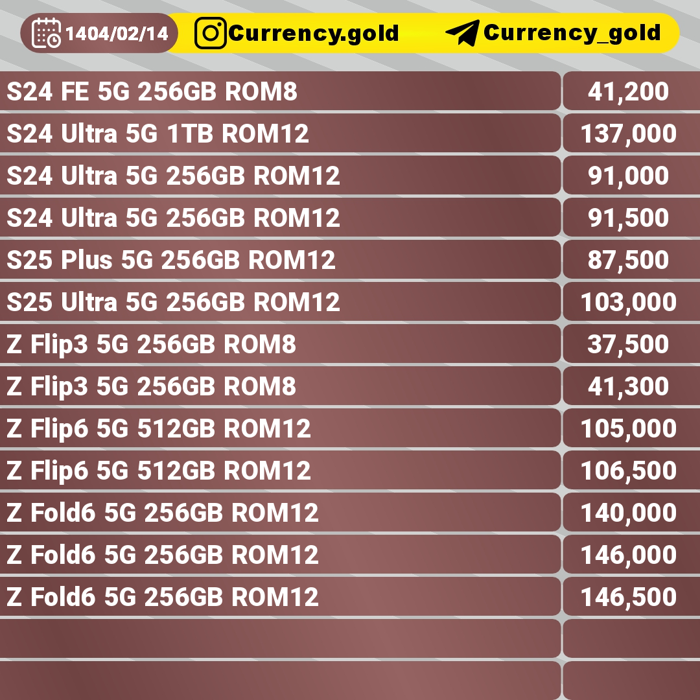 1404/02/14 Currency.gold Currency_gold
S24 FE 5G 256GB ROM8 41,200
S24 Ultra 5G 1TB ROM12 137,000
S24 Ultra 5G 256GB ROM12 91,000
S24 Ultra 5G 256GB ROM12 91,500
S25 Plus 5G 256GB ROM12 87,500
S25 Ultra 5G 256GB ROM12 103,000
Z Flip3 5G 256GB ROM8 37,500
Z Flip3 5G 256GB ROM8 41,300
Z Flip6 5G 512GB ROM12 105,000
Z Flip6 5G 512GB ROM12 106,500
Z Fold6 5G 256GB ROM12 140,000
Z Fold6 5G 256GB ROM12 146,000
Z Fold6 5G 256GB ROM12 146,500